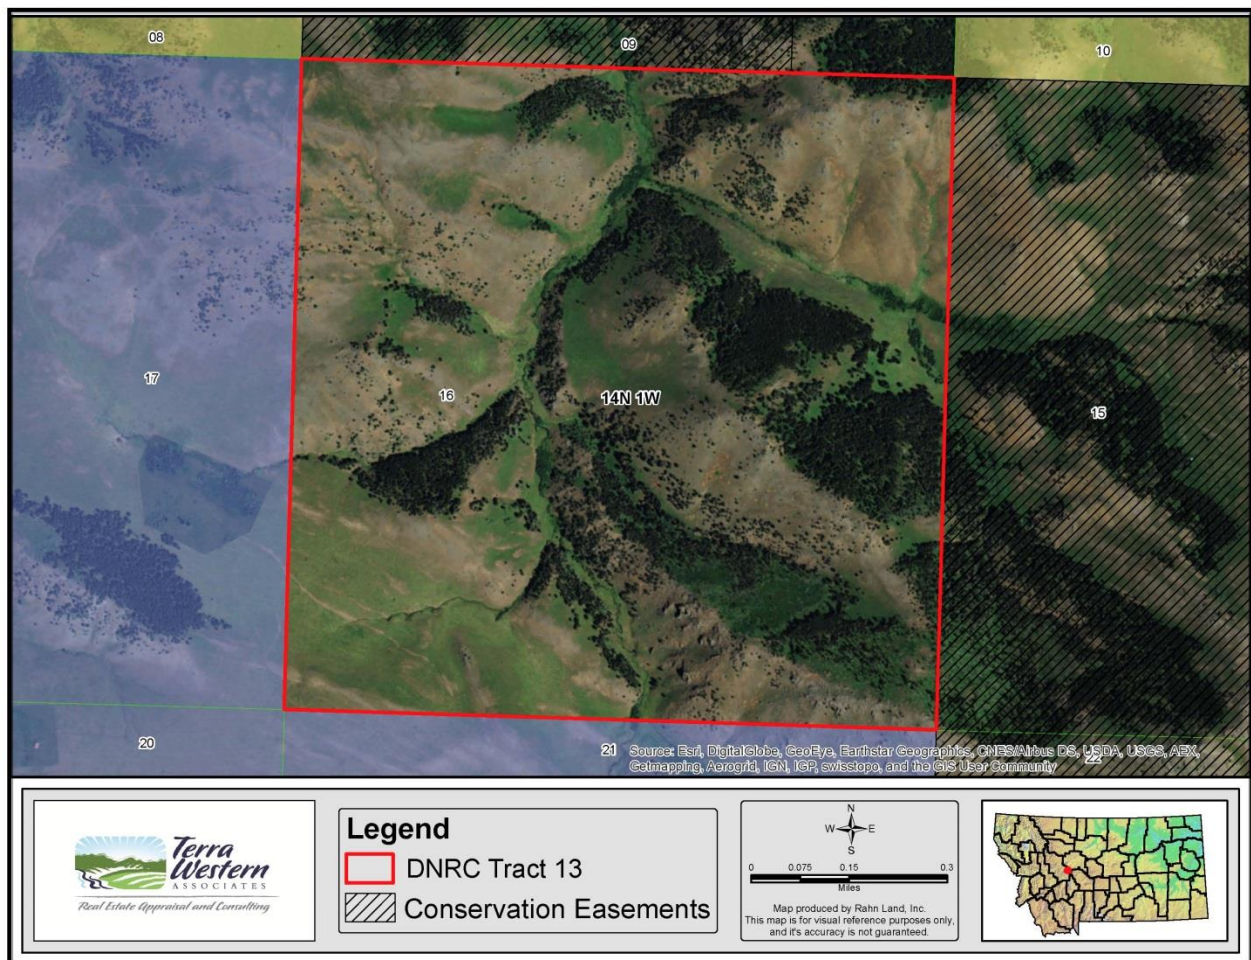 08
09
10
17
16
14N 1W
15
20
21
22
Source: Esri, DigitalGlobe, GeoEye, Earthstar Geographics, CNES/Airbus DS, USDA, USGS, AEX,
Getmapping, Aerogrid, IGN, IGP, swisstopo, and the GIS User Community
Terra
Western
ASSOCIATES
Real Estate Appraisal and Consulting
Legend
DNRC Tract 13
Conservation Easements
N
W E
S
0 0.075 0.15 0.3
Miles
Map produced by Rahn Land, Inc.
This map is for visual reference purposes only,
and it's accuracy is not guaranteed.